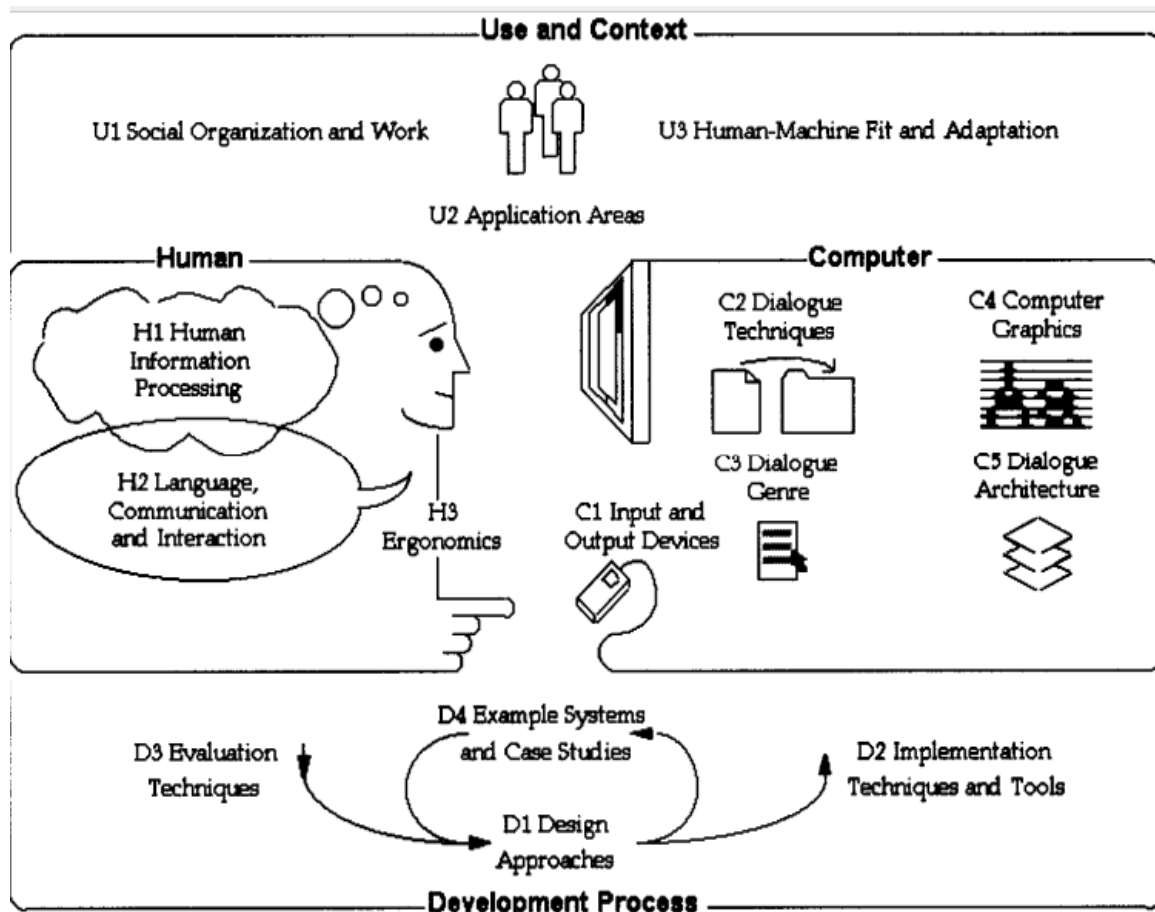 Use and Context
U1 Social Organization and Work
U3 Human-Machine Fit and Adaptation
U2 Application Areas
Human
H1 Human
Information
Processing
H2 Language,
Communication
and Interaction
H3
Ergonomics
Computer
C2 Dialogue
Techniques
C4 Computer
Graphics
C3 Dialogue
Genre
C5 Dialogue
Architecture
C1 Input and
Output Devices
D4 Example Systems
and Case Studies
D3 Evaluation
Techniques
D2 Implementation
Techniques and Tools
D1 Design
Approaches
Development Process